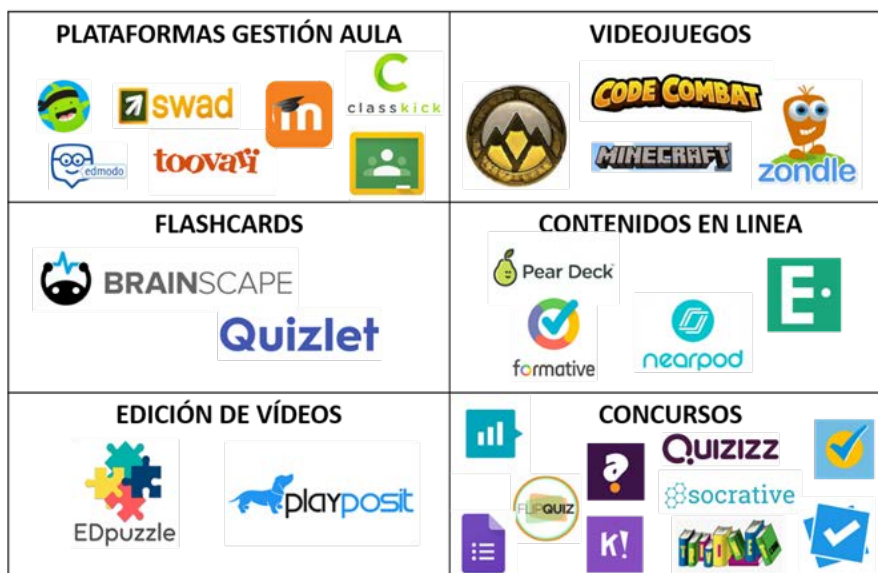 PLATAFORMAS GESTIÓN AULA
swad
classkick
edmodo
toovari
VIDEOJUEGOS
CODE COMBAT
MINECRAFT
zondle
FLASHCARDS
BRAINSCAPE
Quizlet
CONTENIDOS EN LINEA
Pear Deck™
E
formative
nearpod
EDICIÓN DE VÍDEOS
EDpuzzle
playposit
CONCURSOS
QUIZIZZ
FLIPQUIZ
socrative
K!